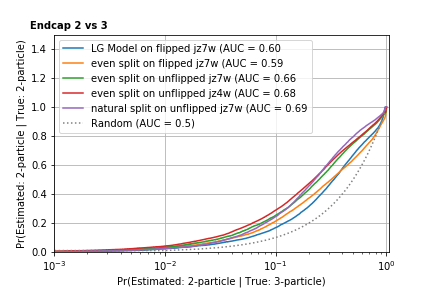 Endcap 2 vs 3
Pr(Estimated: 2-particle | True: 2-particle)
1.4
1.2
1.0
0.8
0.6
0.4
0.2
0.0
LG Model on flipped jz7w (AUC = 0.60
even split on flipped jz7w (AUC = 0.59
even split on unflipped jz7w (AUC = 0.66
even split on unflipped jz4w (AUC = 0.68
natural split on unflipped jz7w (AUC = 0.69
Random (AUC = 0.5)
10⁻³ 10⁻² 10⁻¹ 10⁰
Pr(Estimated: 2-particle | True: 3-particle)